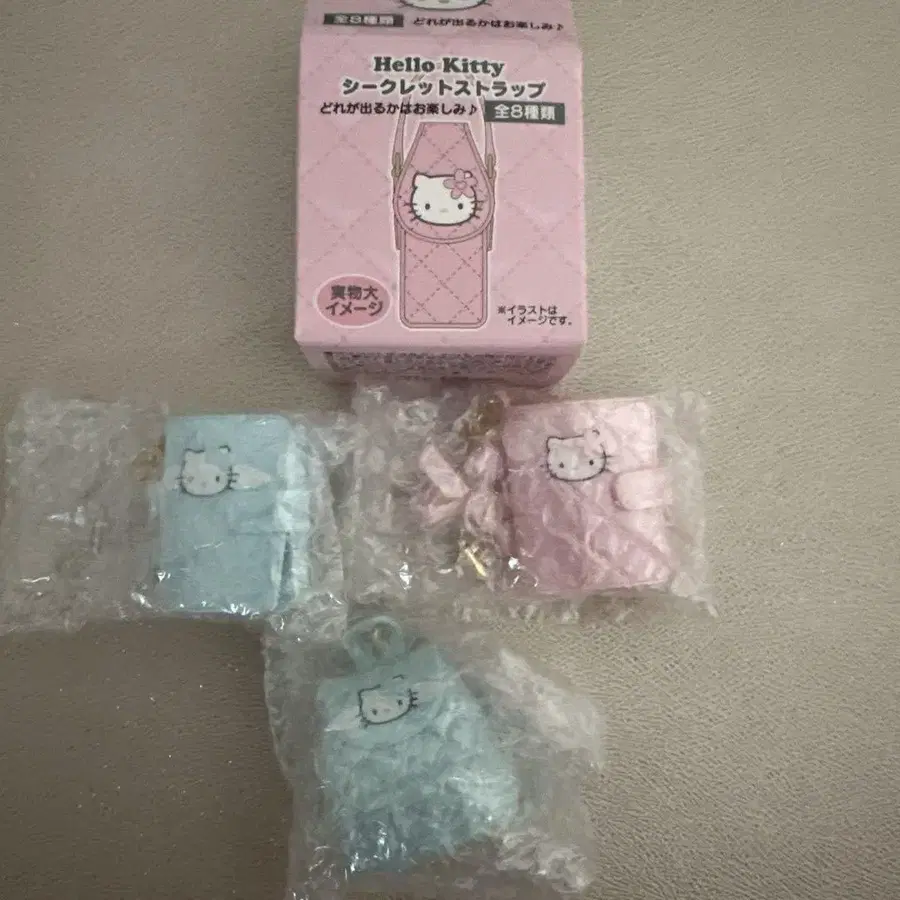 全8種類 どれが出るかはお楽しみ♪
Hello Kitty
シークレットストラップ
どれが出るかはお楽しみ♪ 全8種類
実物大
イメージ
※イラストは
イメージです。